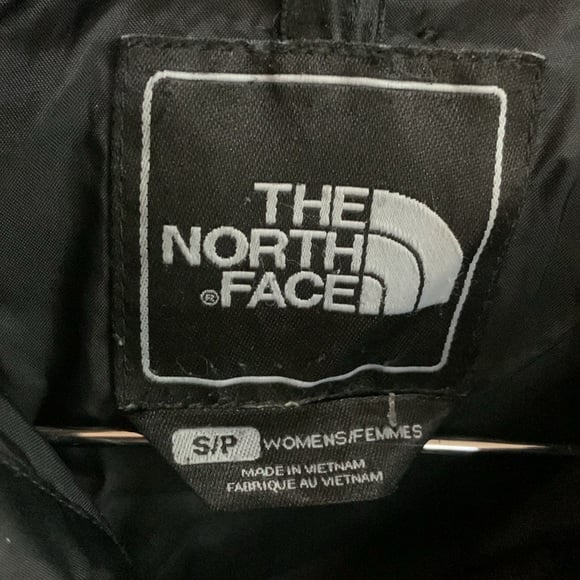 THE
NORTH
®FACE
S/P WOMENS/FEMMES
MADE IN VIETNAM
FABRIQUE AU VIETNAM